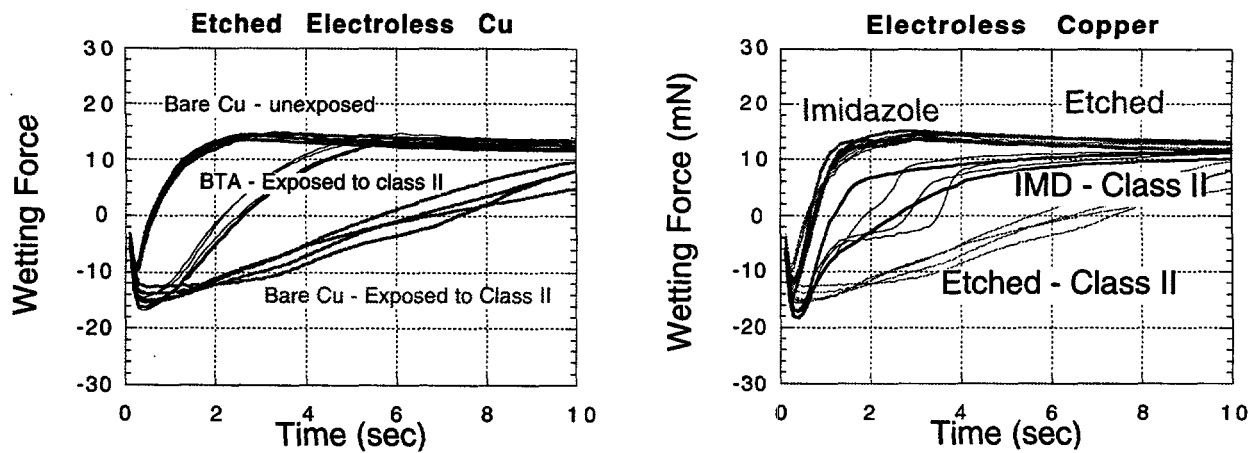 Etched Electroless Cu
30
20
10
0
-10
-20
-30
Wetting Force
Bare Cu - unexposed
BTA - Exposed to class II
Bare Cu - Exposed to Class II
0 2 4 6 8 10
Time (sec)
Electroless Copper
30
20
10
0
-10
-20
-30
Wetting Force (mN)
Imidazole
Etched
IMD - Class II
Etched - Class II
0 2 4 6 8 10
Time (sec)